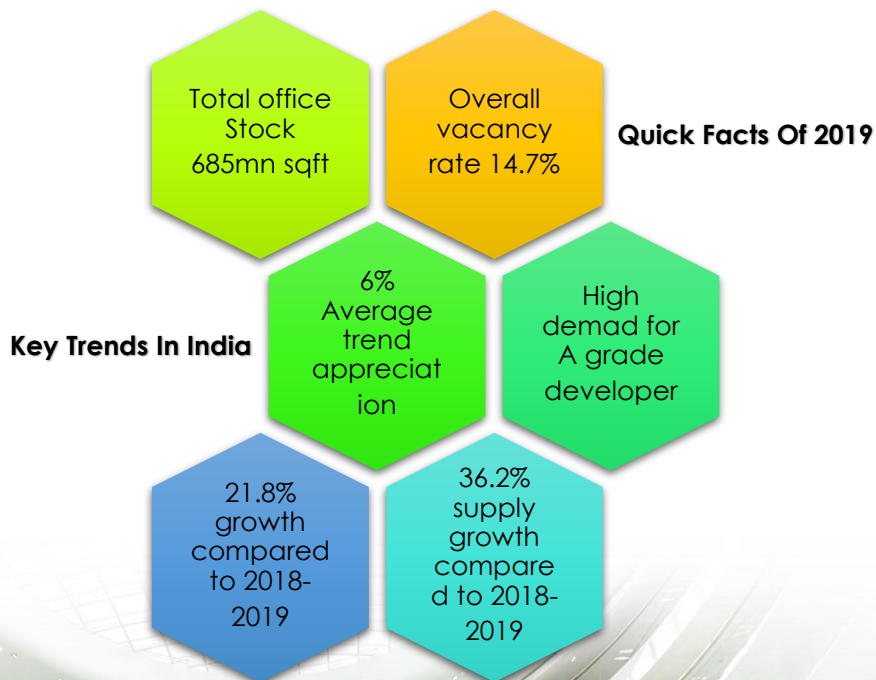 Total office
Stock
685mn sqft
Overall
vacancy
rate 14.7%
Quick Facts Of 2019
Key Trends In India
6%
Average
trend
appreciat
ion
High
demad for
A grade
developer
21.8%
growth
compared
to 2018-
2019
36.2%
supply
growth
compare
d to 2018-
2019